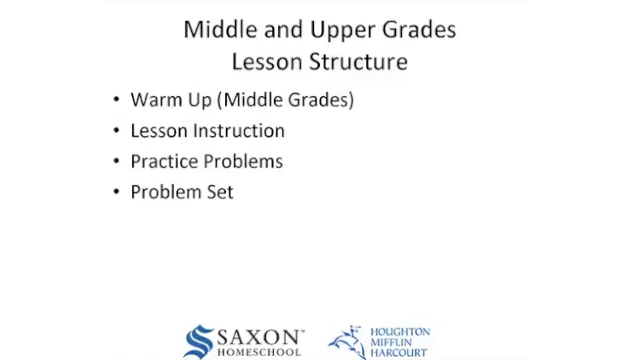 Middle and Upper Grades
Lesson Structure
• Warm Up (Middle Grades)
• Lesson Instruction
• Practice Problems
• Problem Set
SAXON™
HOMESCHOOL
HOUGHTON
MIFFLIN
HARCOURT